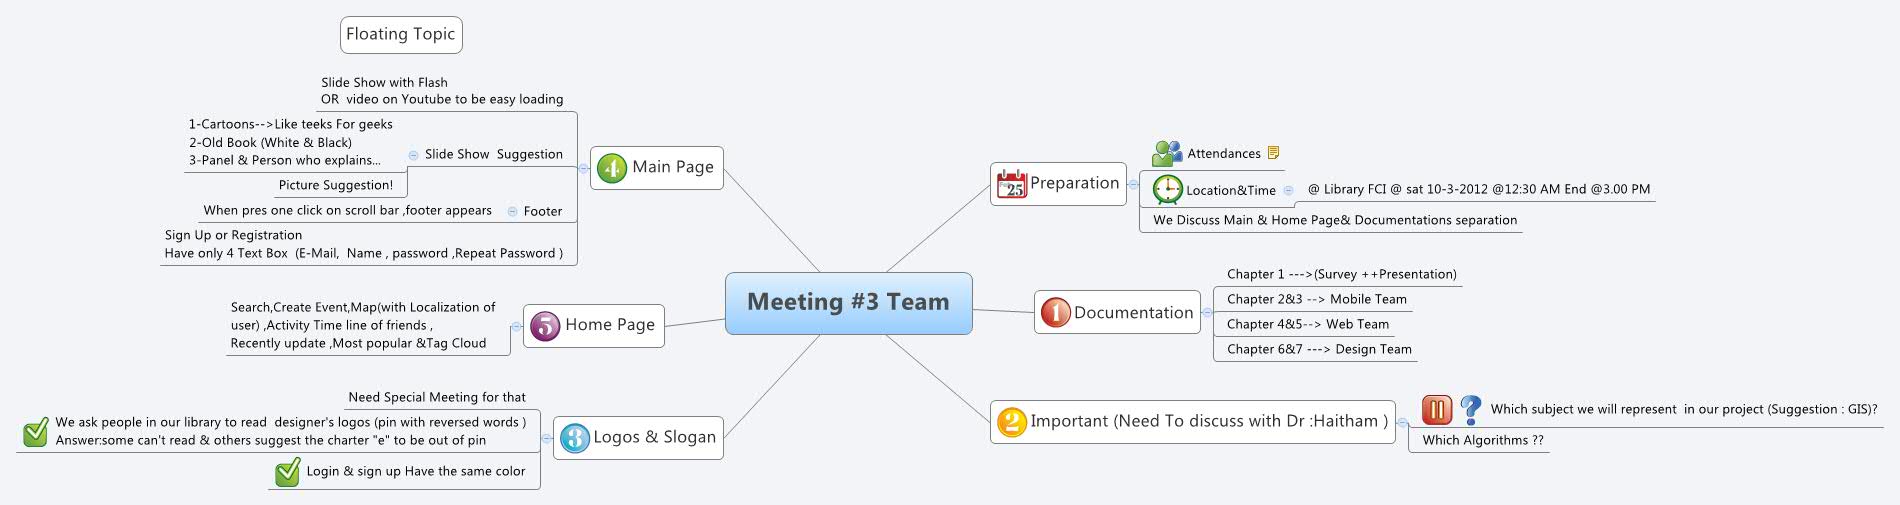 Floating Topic
Slide Show with Flash
OR  video on Youtube to be easy loading
1-Cartoons-->Like teeks For geeks
2-Old Book (White & Black)
3-Panel & Person who explains...
Slide Show  Suggestion
Picture Suggestion!
When pres one click on scroll bar ,footer appears
Footer
Sign Up or Registration
Have only 4 Text Box  (E-Mail,  Name , password ,Repeat Password )
4 Main Page
Search,Create Event,Map(with Localization of
user) ,Activity Time line of friends ,
Recently update ,Most popular &Tag Cloud
5 Home Page
Need Special Meeting for that
We ask people in our library to read  designer's logos (pin with reversed words )
Answer:some can't read & others suggest the charter "e" to be out of pin
Login & sign up Have the same color
3 Logos & Slogan
Meeting #3 Team
25 Preparation
Attendances
Location&Time
@ Library FCI @ sat 10-3-2012 @12:30 AM End @3.00 PM
We Discuss Main & Home Page& Documentations separation
1 Documentation
Chapter 1 --->(Survey ++Presentation)
Chapter 2&3 --> Mobile Team
Chapter 4&5--> Web Team
Chapter 6&7 ---> Design Team
2 Important (Need To discuss with Dr :Haitham )
? Which subject we will represent  in our project (Suggestion : GIS)?
Which Algorithms ??